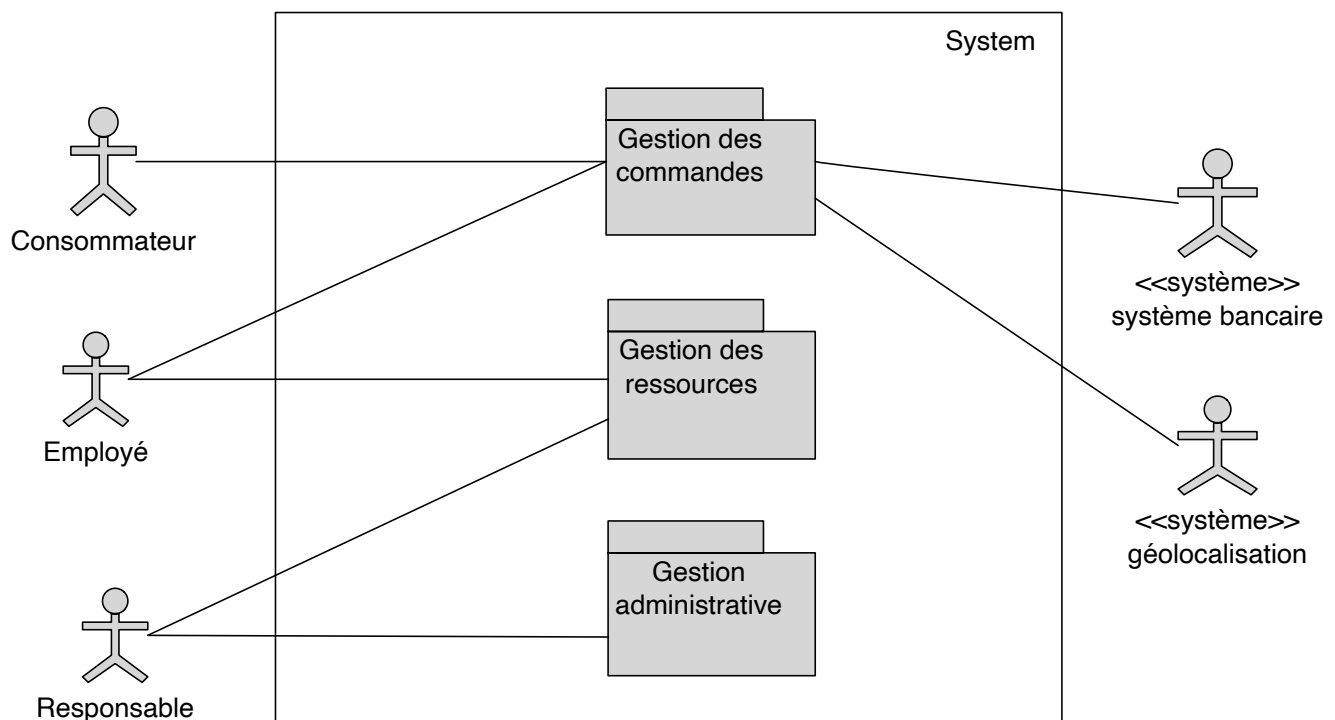 System
Gestion des
commandes
Consommateur
<<système>>
système bancaire
Gestion des
ressources
Employé
<<système>>
géolocalisation
Gestion
administrative
Responsable